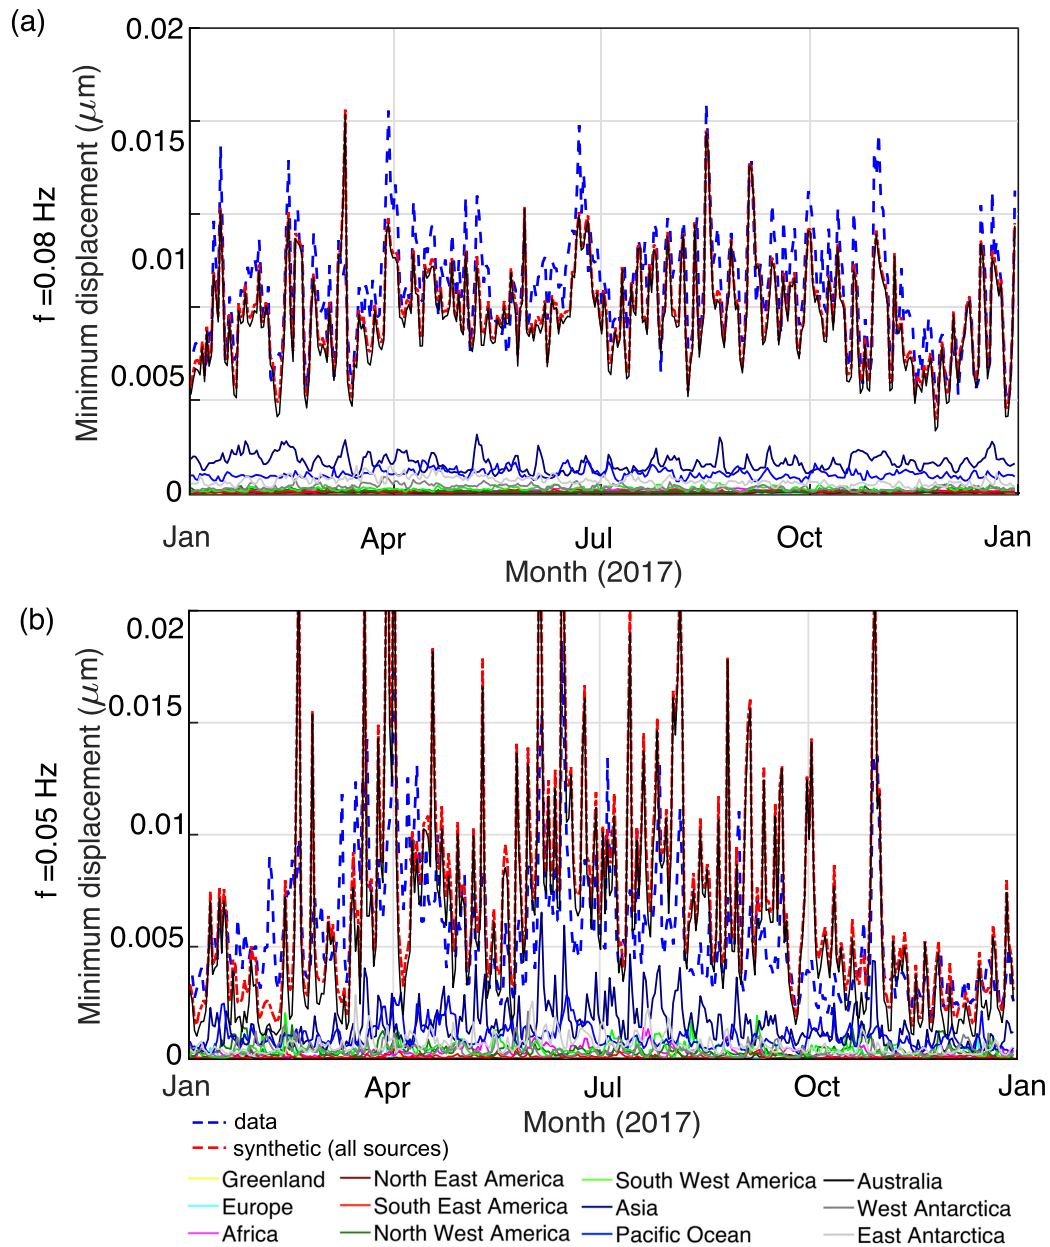 (a)
0.02
0.015
0.01
0.005
0
f =0.08 Hz
Minimum displacement (μm)
Jan
Apr
Jul
Oct
Jan
Month (2017)
(b)
0.02
0.015
0.01
0.005
0
f =0.05 Hz
Minimum displacement (μm)
Jan
Apr
Jul
Oct
Jan
Month (2017)
data
synthetic (all sources)
Greenland North East America South West America Australia
Europe South East America Asia West Antarctica
Africa North West America Pacific Ocean East Antarctica